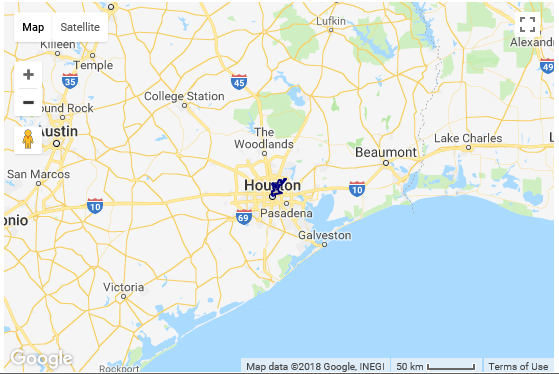 Map
Satellite
Lufkin
Killeen
Temple
Alexandr
35
45
49
College Station
ound Rock
Austin
The
Woodlands
Lake Charles
L
Beaumont
San Marcos
Houston
10
10
Pasadena
69
onio
Galveston
Victoria
Rockport
Google
Map data ©2018 Google, INEGI
50 km
Terms of Use